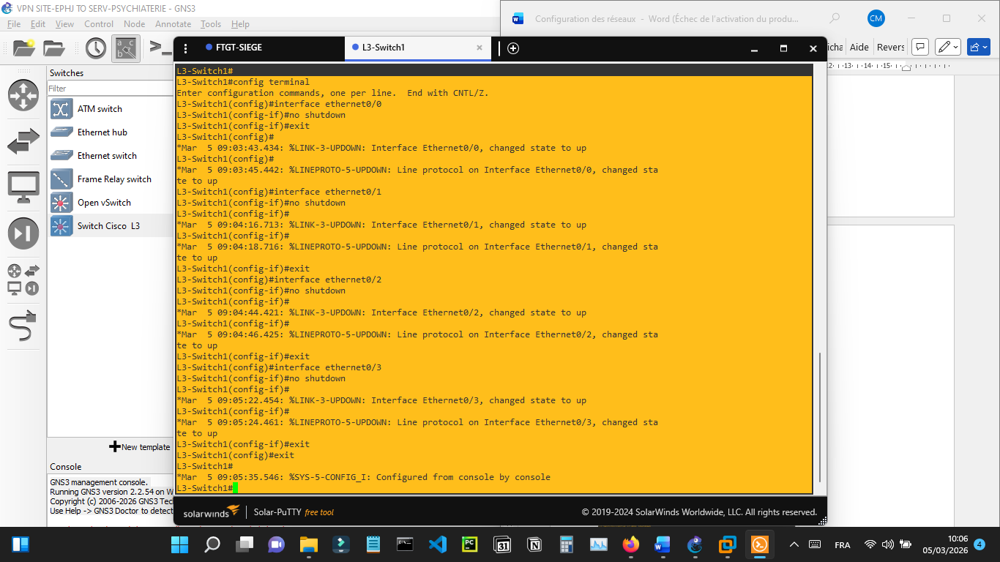 VPN SITE-EPHJ TO SERV-PSYCHIATERIE - GNS3
File Edit View Control Node Annotate Tools Help
Configuration des réseaux - Word (Échec de l'activation du produ...
CM
Aide
Revers
12 · 13 · 14 · 15
Switches
Filter
ATM switch
Ethernet hub
Ethernet switch
Frame Relay switch
Open vSwitch
Switch Cisco L3
New template
Console
GNS3 management console.
Running GNS3 version 2.2.54 on W
Copyright (c) 2006-2026 GNS3 Tec
Use Help -> GNS3 Doctor to detect
FTGT-SIEGE
L3-Switch1
L3-Switch1#
L3-Switch1#config terminal
Enter configuration commands, one per line.  End with CNTL/Z.
L3-Switch1(config)#interface ethernet0/0
L3-Switch1(config-if)#no shutdown
L3-Switch1(config-if)#exit
L3-Switch1(config)#
*Mar  5 09:03:43.434: %LINK-3-UPDOWN: Interface Ethernet0/0, changed state to up
L3-Switch1(config)#
*Mar  5 09:03:45.442: %LINEPROTO-5-UPDOWN: Line protocol on Interface Ethernet0/0, changed sta
te to up
L3-Switch1(config)#interface ethernet0/1
L3-Switch1(config-if)#no shutdown
L3-Switch1(config-if)#
*Mar  5 09:04:16.713: %LINK-3-UPDOWN: Interface Ethernet0/1, changed state to up
L3-Switch1(config-if)#
*Mar  5 09:04:18.716: %LINEPROTO-5-UPDOWN: Line protocol on Interface Ethernet0/1, changed sta
te to up
L3-Switch1(config-if)#exit
L3-Switch1(config)#interface ethernet0/2
L3-Switch1(config-if)#no shutdown
L3-Switch1(config-if)#
*Mar  5 09:04:44.421: %LINK-3-UPDOWN: Interface Ethernet0/2, changed state to up
L3-Switch1(config-if)#
*Mar  5 09:04:46.425: %LINEPROTO-5-UPDOWN: Line protocol on Interface Ethernet0/2, changed sta
te to up
L3-Switch1(config-if)#exit
L3-Switch1(config)#interface ethernet0/3
L3-Switch1(config-if)#no shutdown
L3-Switch1(config-if)#
*Mar  5 09:05:22.454: %LINK-3-UPDOWN: Interface Ethernet0/3, changed state to up
L3-Switch1(config-if)#
*Mar  5 09:05:24.461: %LINEPROTO-5-UPDOWN: Line protocol on Interface Ethernet0/3, changed sta
te to up
L3-Switch1(config-if)#exit
L3-Switch1(config)#exit
L3-Switch1#
*Mar  5 09:05:35.546: %SYS-5-CONFIG_I: Configured from console by console
L3-Switch1#
solarwinds
Solar-PuTTY free tool
© 2019-2024 SolarWinds Worldwide, LLC. All rights reserved.
31
FRA
10:06
05/03/2026
4